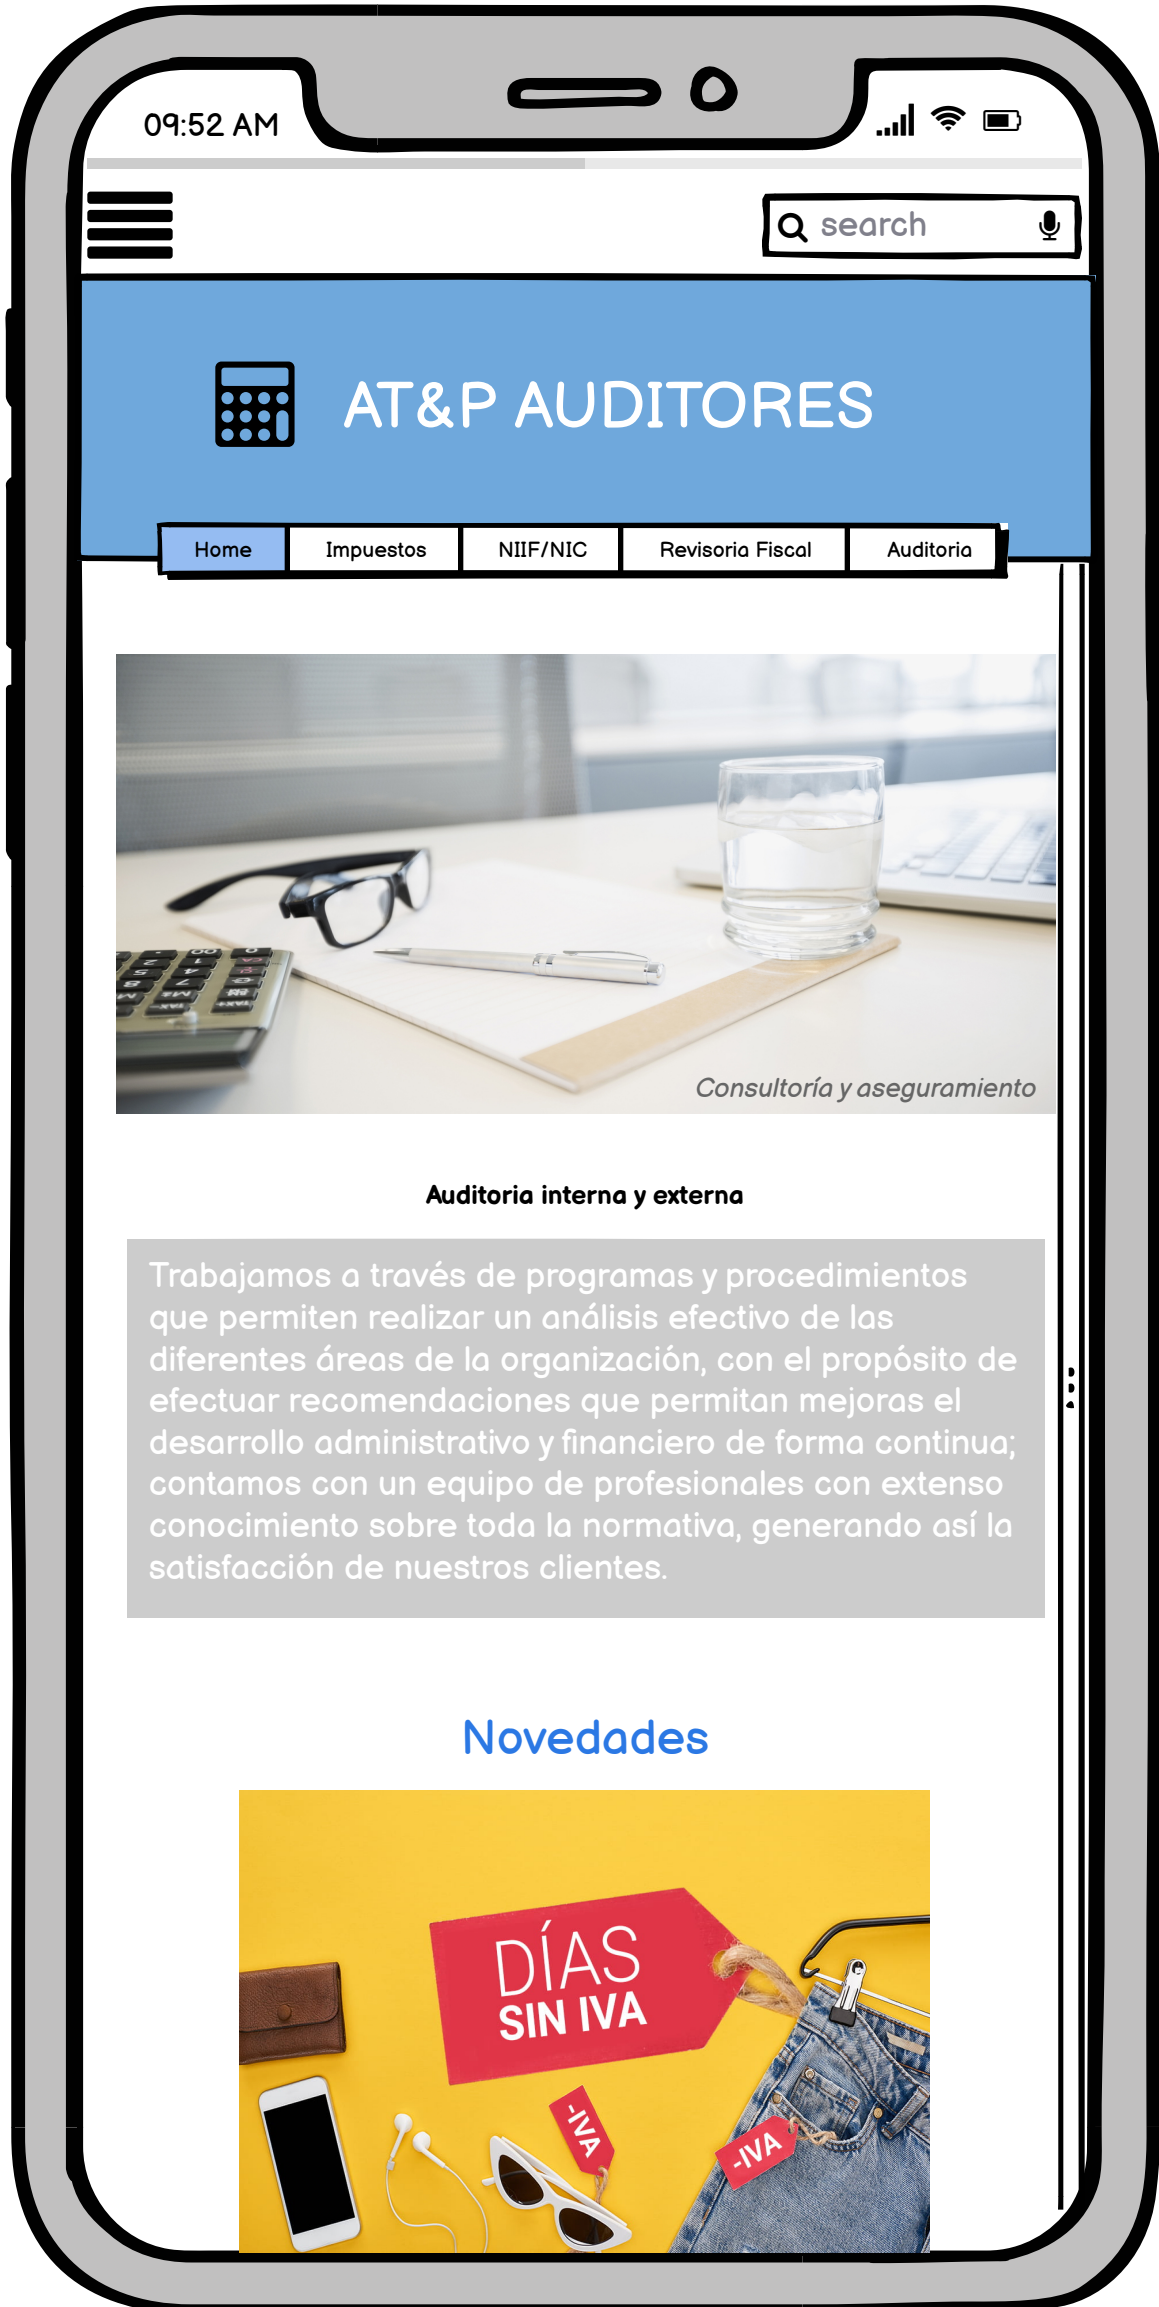 09:52 AM
search
AT&P AUDITORES
Home Impuestos NIIF/NIC Revisoria Fiscal Auditoria
Consultoría y aseguramiento
Auditoria interna y externa
Trabajamos a través de programas y procedimientos
que permiten realizar un análisis efectivo de las
diferentes áreas de la organización, con el propósito de
efectuar recomendaciones que permitan mejoras el
desarrollo administrativo y financiero de forma continua;
contamos con un equipo de profesionales con extenso
conocimiento sobre toda la normativa, generando así la
satisfacción de nuestros clientes.
Novedades
DÍAS
SIN IVA
-IVA
-IVA